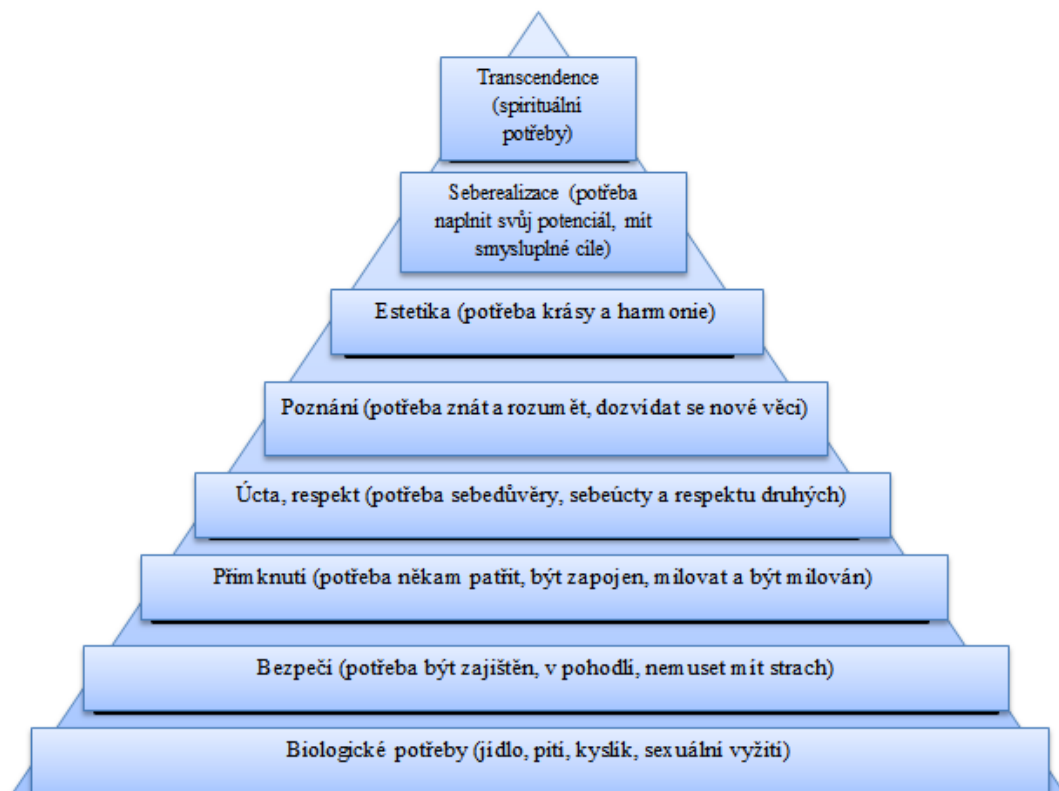 Transcendence
(spirituální
potřeby)
Seberealizace (potřeba
naplnit svůj potenciál, mít
smysluplné cíle)
Estetika (potřeba krásy a harmonie)
Poznání (potřeba znát a rozumět, dozvídat se nové věci)
Úcta, respekt (potřeba sebedůvěry, sebeúcty a respektu druhých)
Přimknutí (potřeba někam patřit, být zapojen, milovat a být milován)
Bezpečí (potřeba být zajištěn, v pohodlí, nemuset mít strach)
Biologické potřeby (jídlo, pití, kyslík, sexuální vyžití)